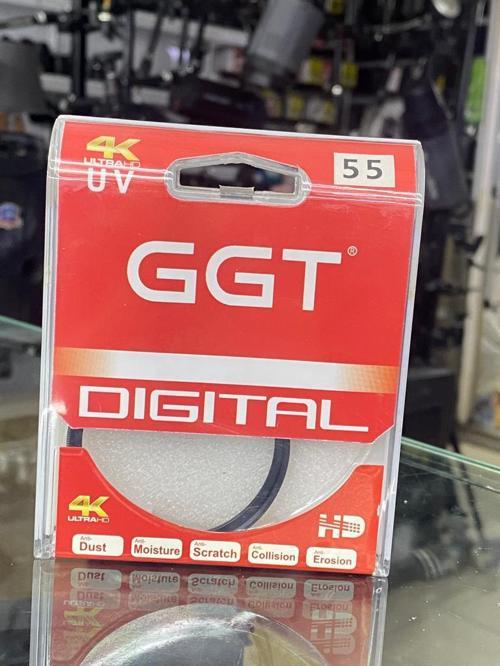 4K
ULTRA HD
UV
55
GGT®
DIGITAL
4K
ULTRA HD
HD
Anti-
Dust
Anti-
Moisture
Anti-
Scratch
Anti-
Collision
Anti-
Erosion